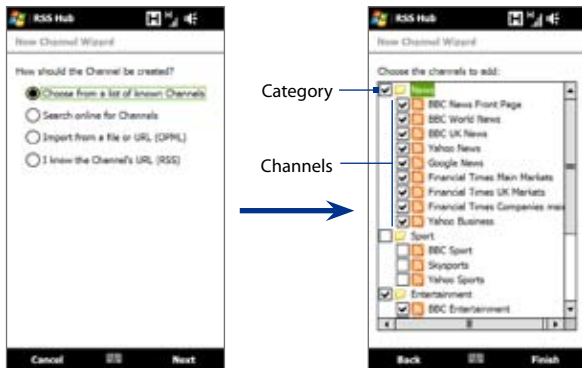 RSS Hub
New Channel Wizard
How should the Channel be created?
Choose from a list of known Channels
Search online for Channels
Import from a file or URL (OPML)
I know the Channel's URL (RSS)
Cancel
Next
Category
Channels
RSS Hub
New Channel Wizard
Choose the channels to add:
News
BBC News Front Page
BBC World News
BBC UK News
Yahoo News
Google News
Financial Times Main Markets
Financial Times UK Markets
Financial Times Companies
Yahoo Business
Sport
BBC Sport
Skysports
Yahoo Sports
Entertainment
BBC Entertainment
Back
Finish